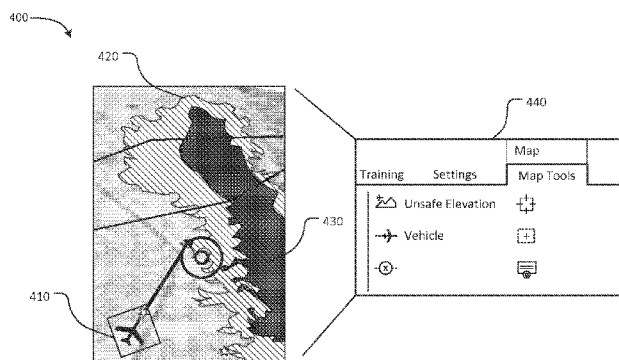 400
420
440
Map
Training Settings Map Tools
Unsafe Elevation
430
Vehicle
x
410